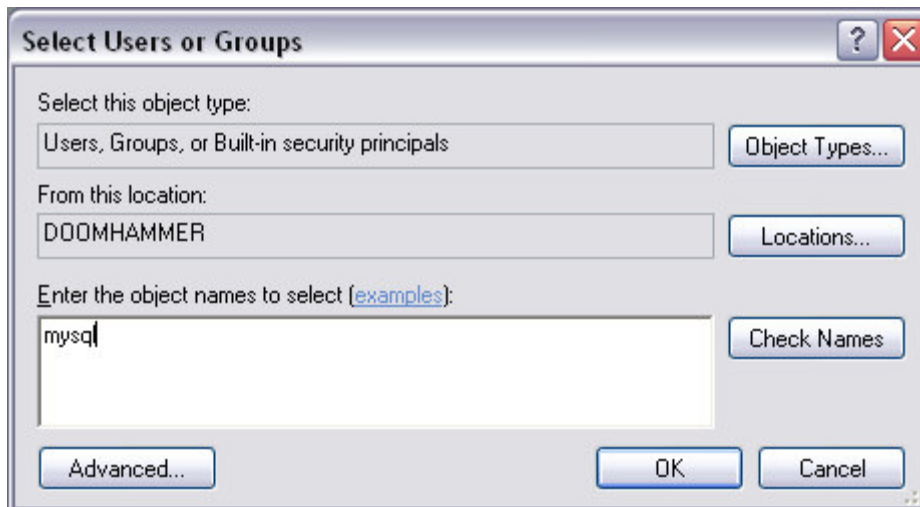 Select Users or Groups
?
Select this object type:
Users, Groups, or Built-in security principals
Object Types...
From this location:
DOOMHAMMER
Locations...
Enter the object names to select (examples):
mysql
Check Names
Advanced...
OK
Cancel